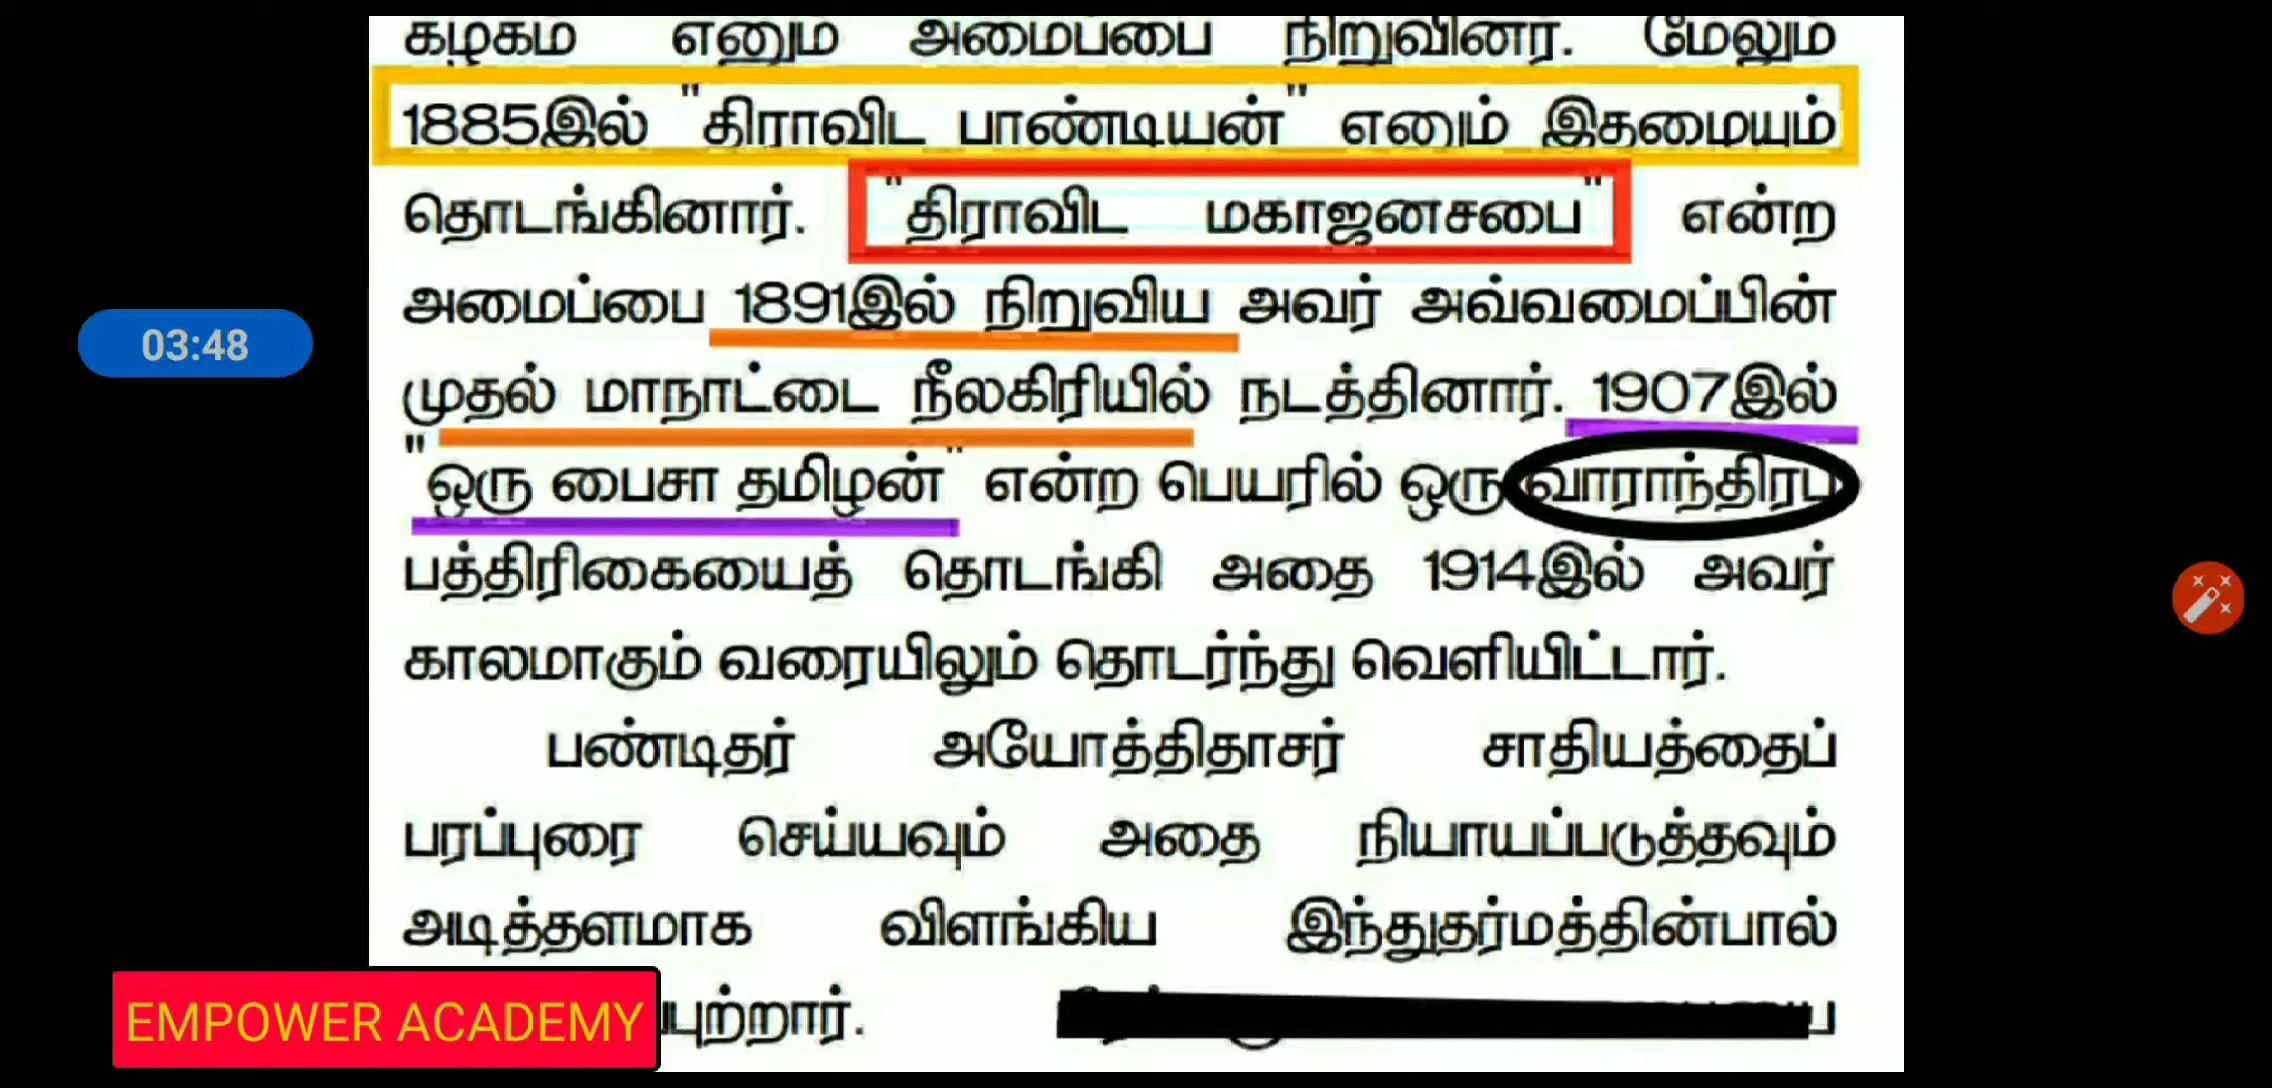 கழகம் எனும் அமைப்பை நிறுவினர். மேலும்
1885இல் "திராவிட பாண்டியன்" எனும் இதழையும்
தொடங்கினார். "திராவிட மகாஜனசபை" என்ற
அமைப்பை 1891இல் நிறுவிய அவர் அவ்வமைப்பின்
முதல் மாநாட்டை நீலகிரியில் நடத்தினார். 1907இல்
"ஒரு பைசா தமிழன்" என்ற பெயரில் ஒரு வாராந்திரப்
03:48
பத்திரிகையைத் தொடங்கி அதை 1914இல் அவர்
காலமாகும் வரையிலும் தொடர்ந்து வெளியிட்டார்.
பண்டிதர் அயோத்திதாசர் சாதியத்தைப்
பரப்புரை செய்யவும் அதை நியாயப்படுத்தவும்
அடித்தளமாக விளங்கிய இந்துதர்மத்தின்பால்
EMPOWER ACADEMY